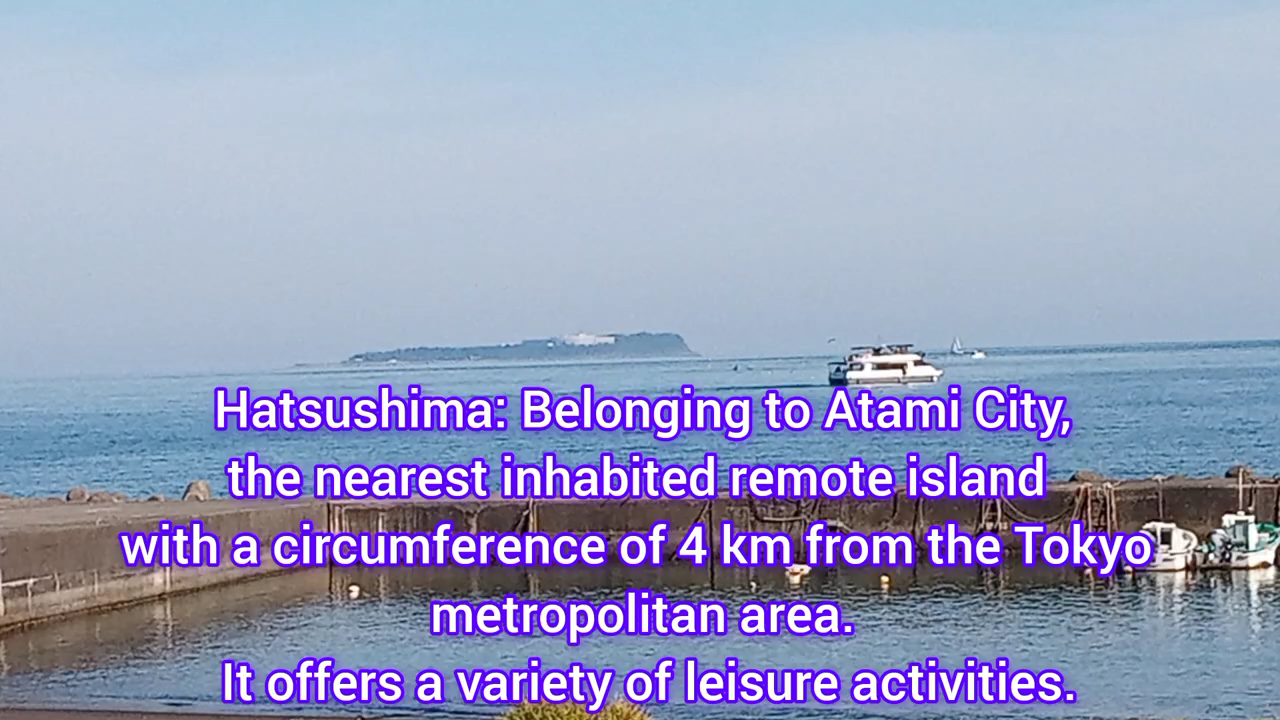 Hatsushima: Belonging to Atami City,
the nearest inhabited remote island
with a circumference of 4 km from the Tokyo
metropolitan area.
It offers a variety of leisure activities.